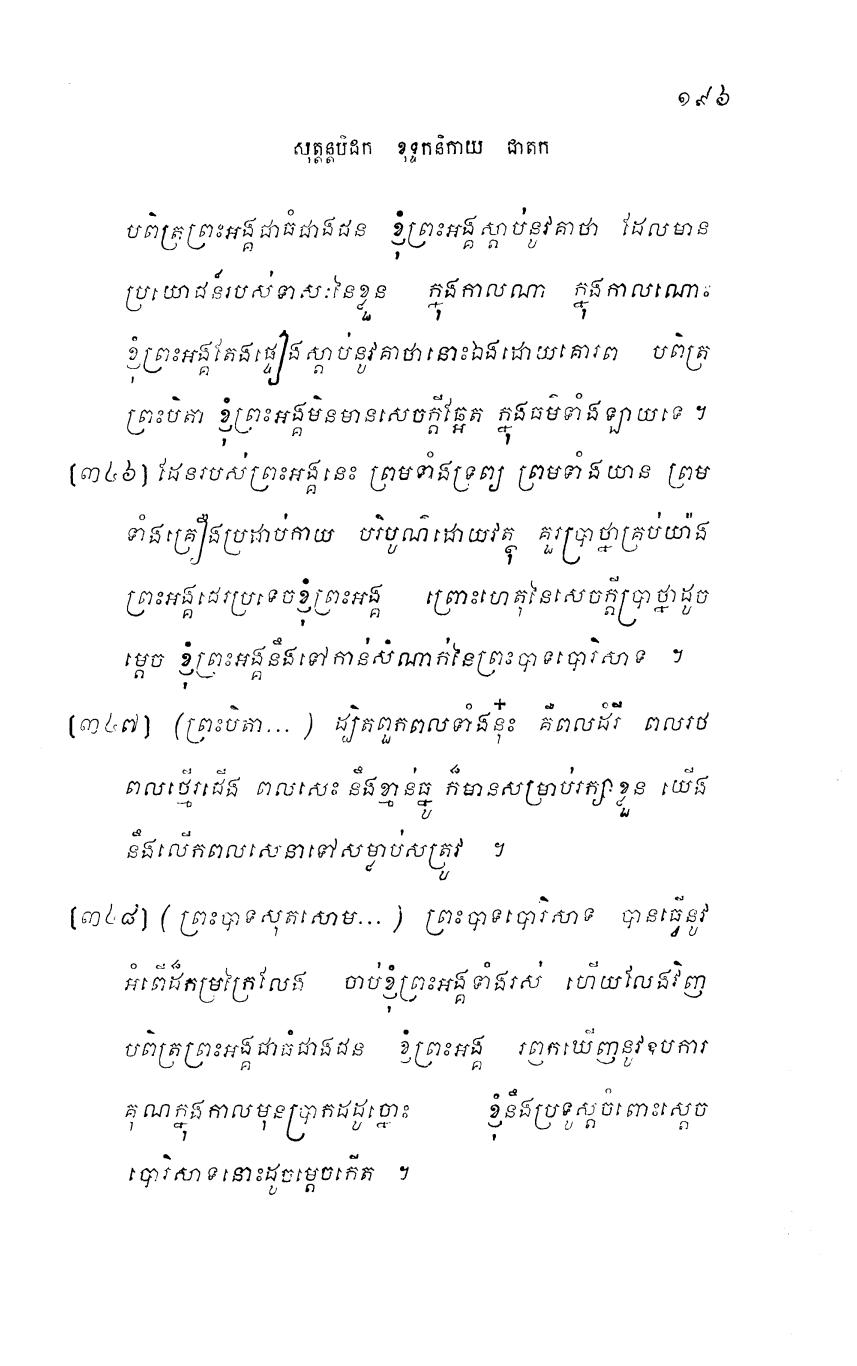 ១៩៦
សុត្តន្តបិដក ខុទ្ទកនិកាយ ជាតក
បពិត្រព្រះអង្គជាធំជាងជន ខ្ញុំព្រះអង្គស្តាប់នូវគាថា ដែលមាន
ប្រយោជន៍របស់ទាសៈនៃខ្លួន ក្នុងកាលណា ក្នុងកាលណោះ
ខ្ញុំព្រះអង្គតែងផ្ទៀងស្តាប់នូវគាថានោះឯងដោយគោរព បពិត្រ
ព្រះបិតា ខ្ញុំព្រះអង្គមិនមានសេចក្តីឆ្អែត ក្នុងធម៌ទាំងឡាយទេ ។
[៣៤៦] ដែនរបស់ព្រះអង្គនេះ ព្រមទាំងទ្រព្យ ព្រមទាំងយាន ព្រម
ទាំងគ្រឿងប្រដាប់កាយ បរិបូណ៌ដោយវត្ថុ គួរប្រាថ្នាគ្រប់យ៉ាង
ព្រះអង្គជេរប្រទេចខ្ញុំព្រះអង្គ ព្រោះហេតុនៃសេចក្តីប្រាថ្នាដូច
ម្តេច ខ្ញុំព្រះអង្គនឹងទៅកាន់សំណាក់នៃព្រះបាទបោរិសាទ ។
[៣៤៧] (ព្រះបិតា...) ដ្បិតពួកពលទាំងនុ៎ះ គឺពលដំរី ពលរថ
ពលថ្មើរជើង ពលសេះ នឹងខ្មាន់ធ្នូ ក៏មានសម្រាប់រក្សាខ្លួន យើង
នឹងលើកពលសេនាទៅសម្លាប់សត្រូវ ។
[៣៤៨] (ព្រះបាទសុតសោម...) ព្រះបាទបោរិសាទ បានធ្វើនូវ
អំពើដ៏កម្រក្រៃលែង ចាប់ខ្ញុំព្រះអង្គទាំងរស់ ហើយលែងវិញ
បពិត្រព្រះអង្គជាធំជាងជន ខ្ញុំព្រះអង្គ រព្ញកឃើញនូវឧបការ
គុណក្នុងកាលមុនប្រាកដដូច្នោះ ខ្ញុំនឹងប្រទូស្តចំពោះស្តេច
បោរិសាទនោះដូចម្តេចកើត ។